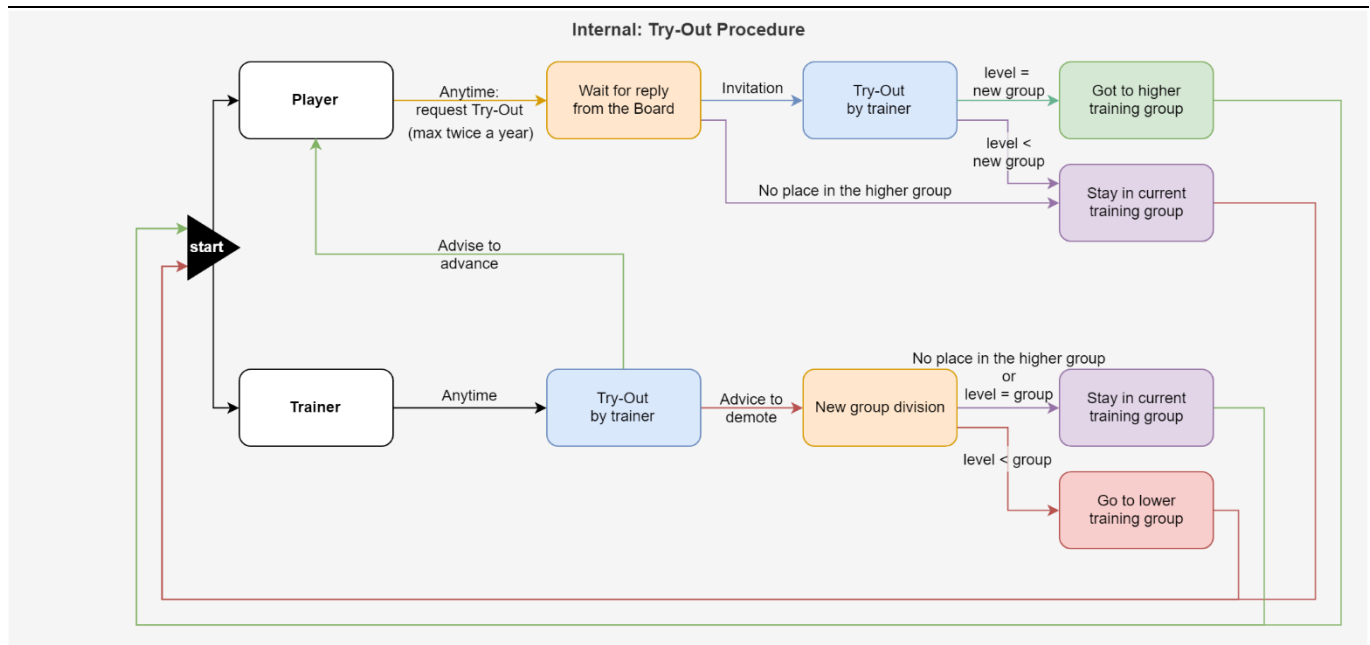 Internal: Try-Out Procedure
Player
Anytime:
request Try-Out
(max twice a year)
Wait for reply
from the Board
Invitation
Try-Out
by trainer
level =
new group
Got to higher
training group
level <
new group
No place in the higher group
Stay in current
training group
start
Advise to
advance
Trainer
Anytime
Try-Out
by trainer
Advice to
demote
New group division
No place in the higher group
or
level = group
Stay in current
training group
level < group
Go to lower
training group